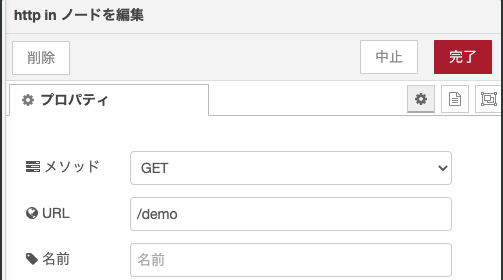 http in ノードを編集
削除
中止
完了
プロパティ
メソッド
GET
URL
/demo
名前
名前